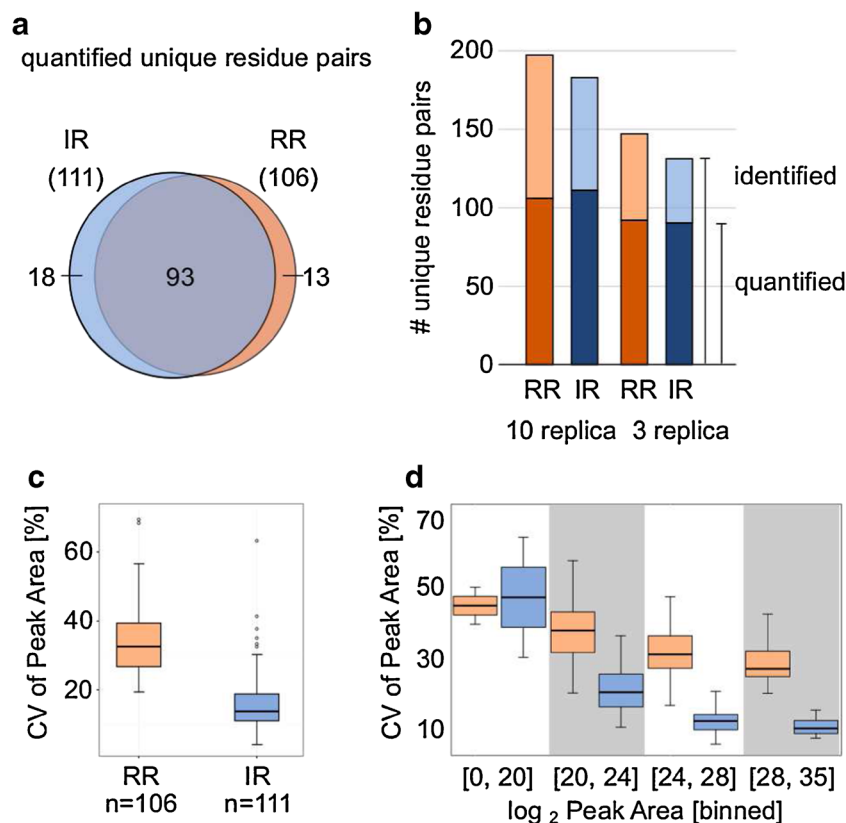 a
quantified unique residue pairs
IR
(111)
RR
(106)
18
93
13
b
# unique residue pairs
200
150
100
50
0
identified
quantified
RR IR RR IR
10 replica 3 replica
c
CV of Peak Area [%]
60
40
20
RR
n=106
IR
n=111
d
CV of Peak Area [%]
70
50
30
10
[0, 20] [20, 24] [24, 28] [28, 35]
log 2 Peak Area [binned]